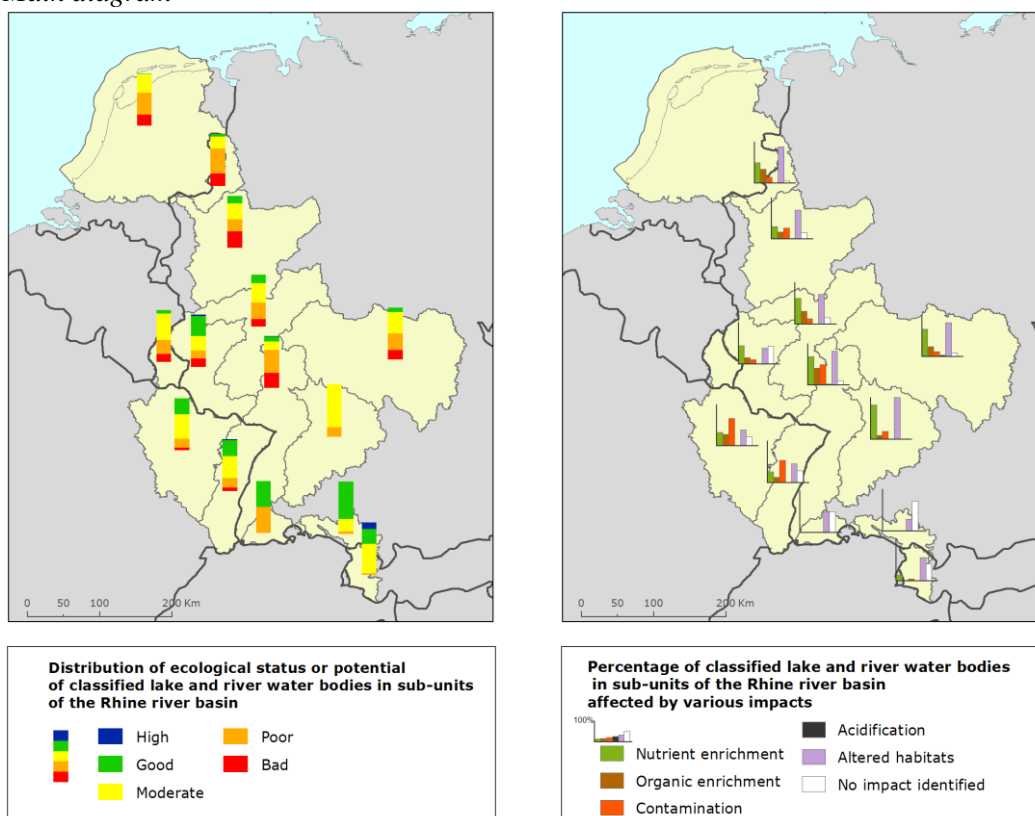 Main diagram
0 50 100 200 Km
0 50 100 200 Km
Distribution of ecological status or potential
of classified lake and river water bodies in sub-units
of the Rhine river basin
High
Good
Moderate
Poor
Bad
Percentage of classified lake and river water bodies
in sub-units of the Rhine river basin
affected by various impacts
100%
Nutrient enrichment
Organic enrichment
Contamination
Acidification
Altered habitats
No impact identified